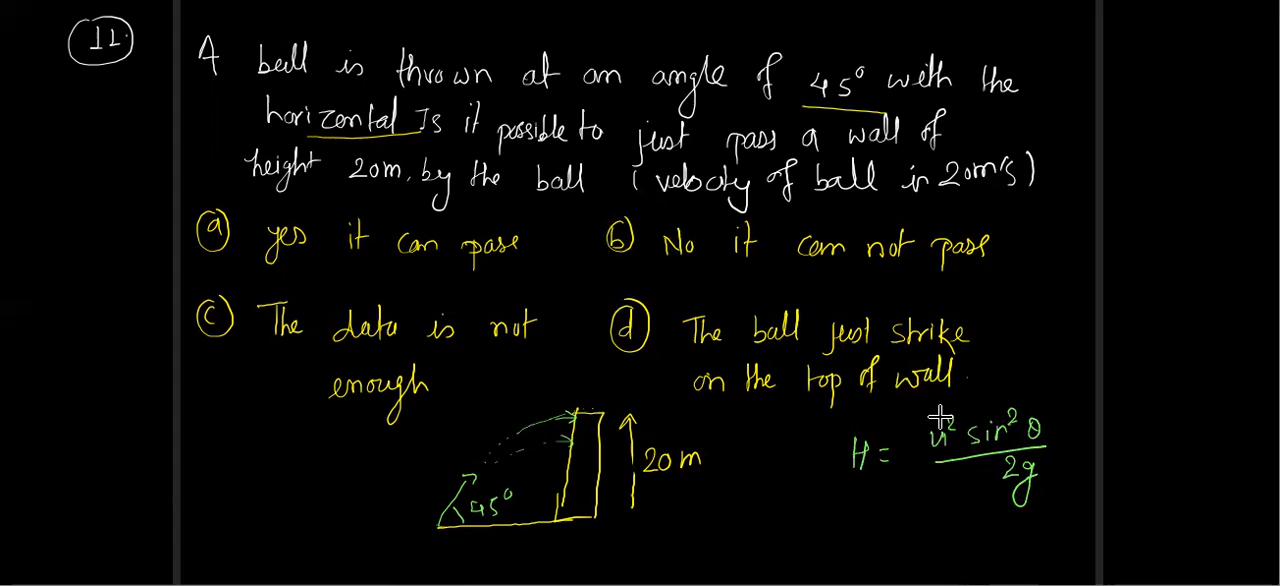 11
A ball is thrown at an angle of 45° with the
horizontal Is it possible to just pass a wall of
height 20m, by the ball ( velocity of ball is 20m/s)
(a) yes it can pass (b) No it can not pass
(c) The data is not (d) The ball just strike
enough on the top of wall.
45° 20m H = u² sin² θ / 2g